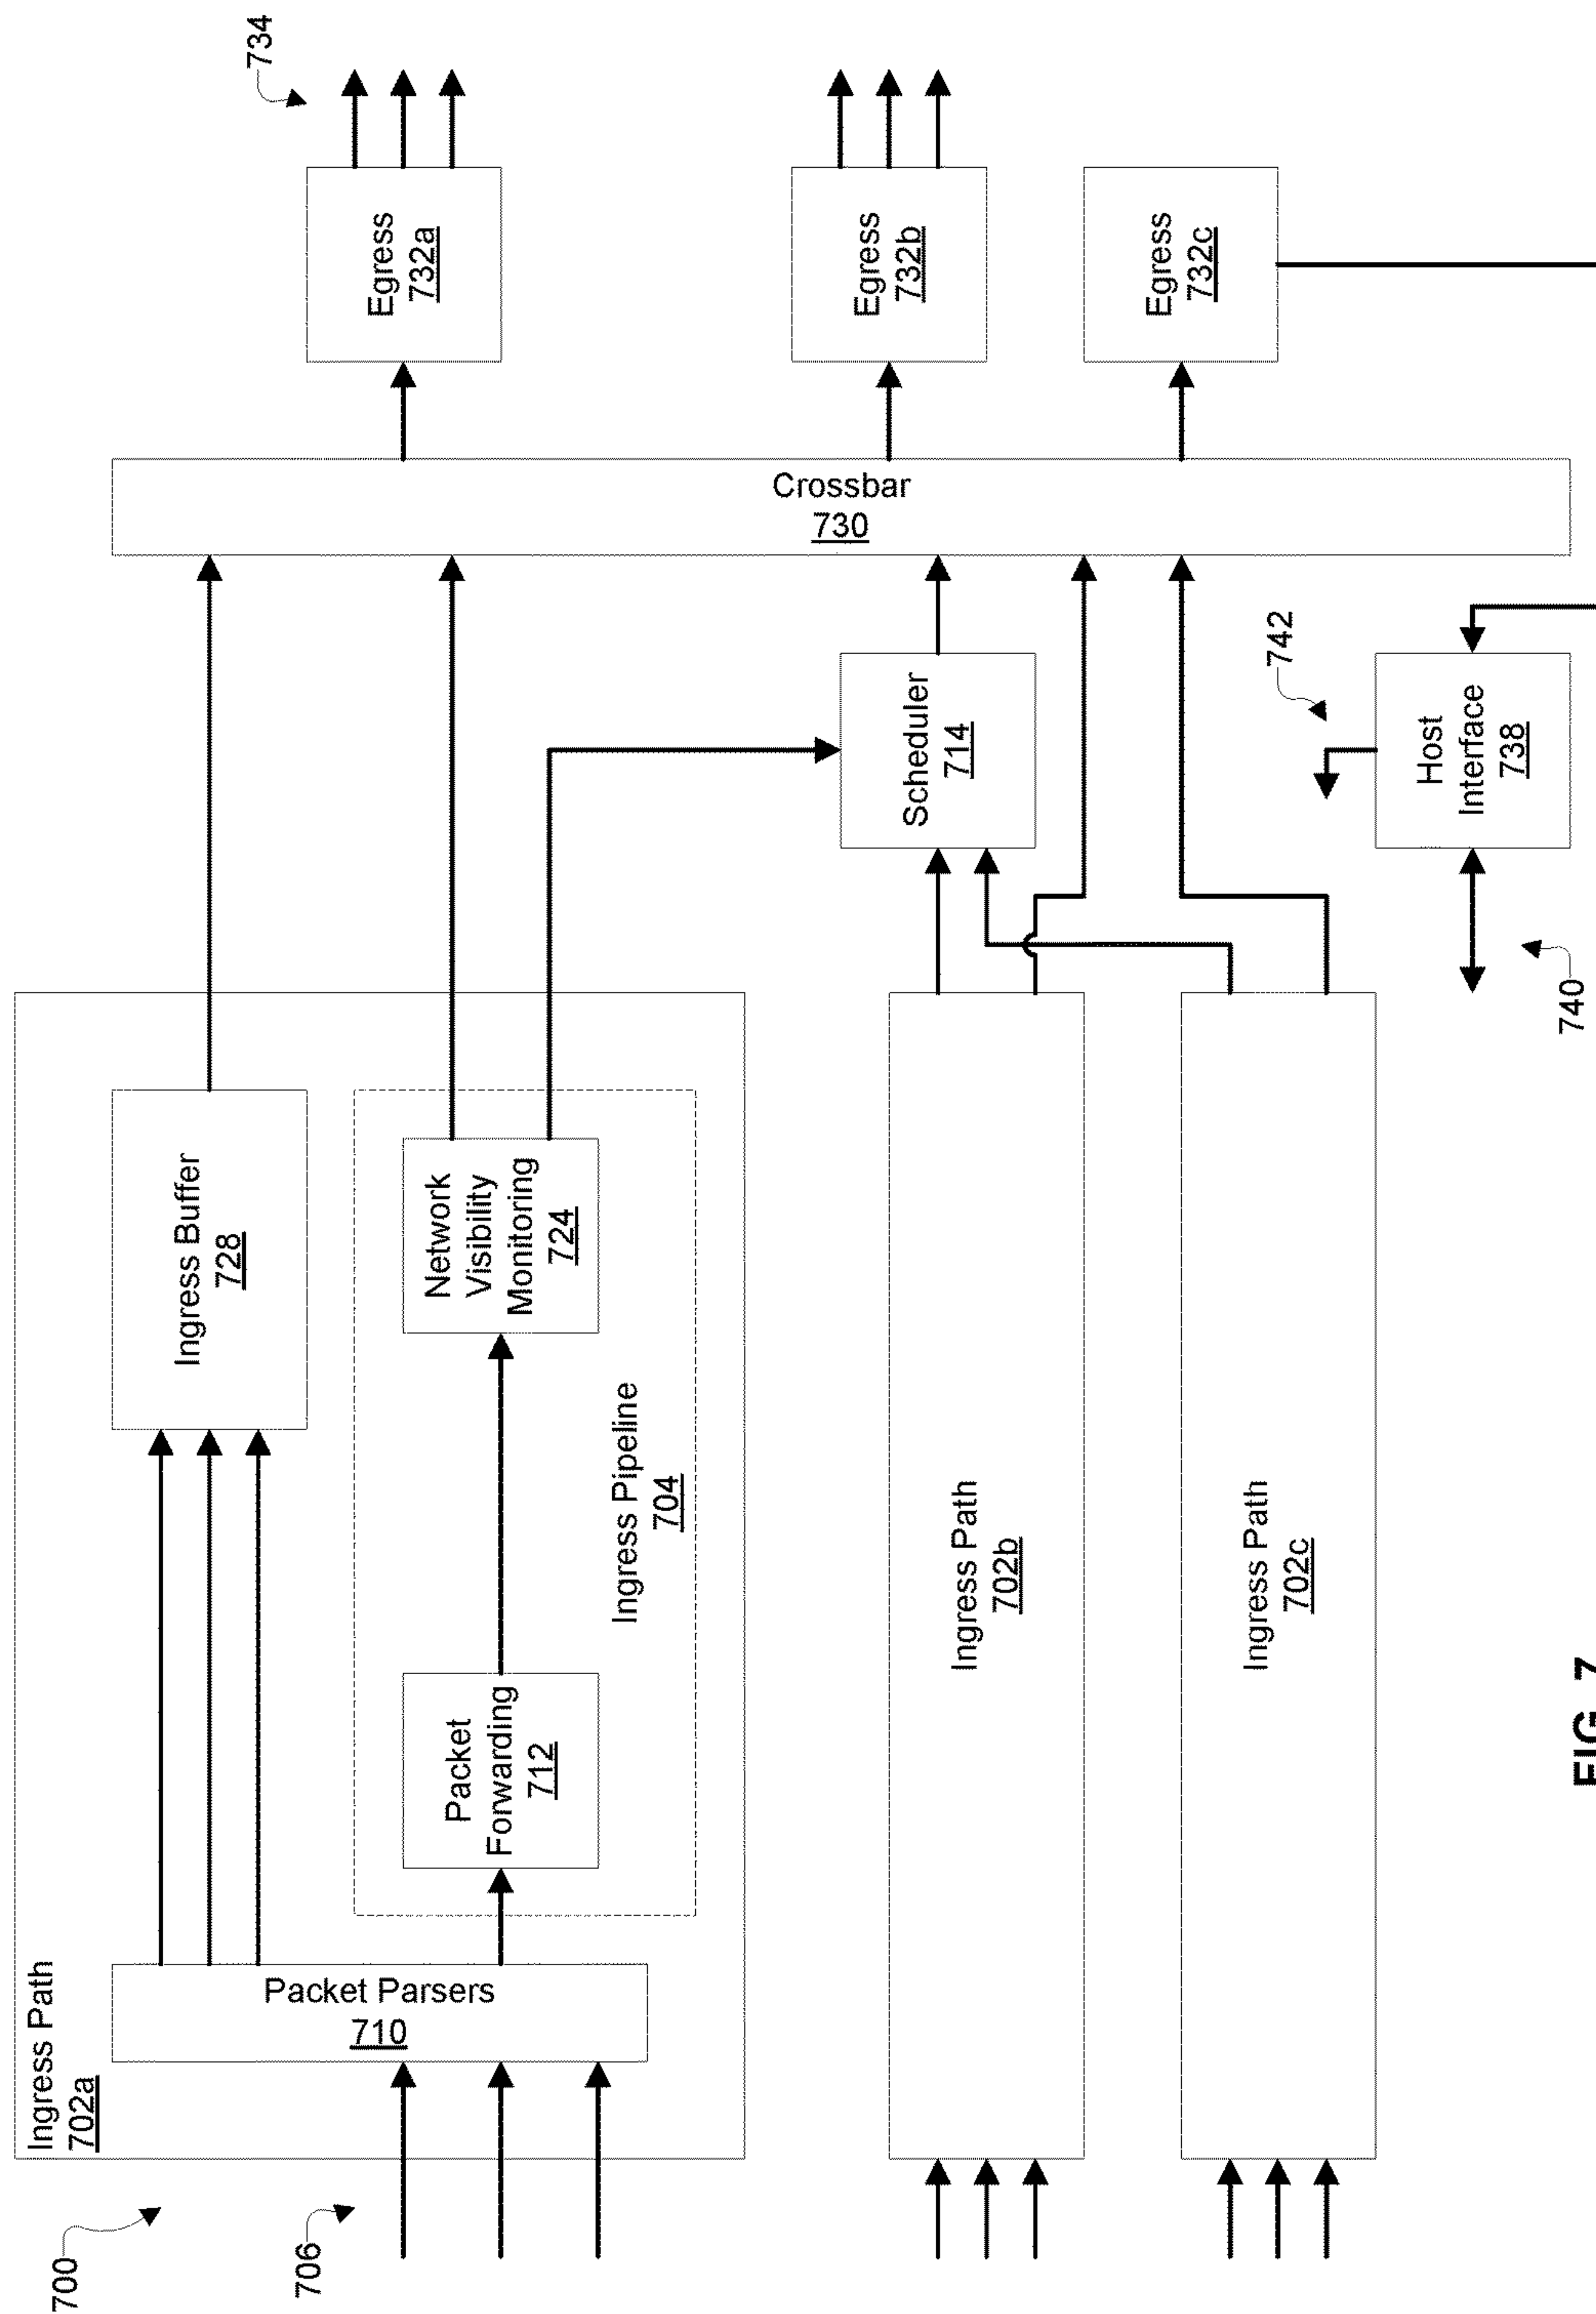 700
Ingress Path
702a
706
Packet Parsers
710
Ingress Buffer
728
Packet
Forwarding
712
Network
Visibility
Monitoring
724
Ingress Pipeline
704
Ingress Path
702b
Ingress Path
702c
Scheduler
714
Host
Interface
738
740
742
Crossbar
730
Egress
732a
734
Egress
732b
Egress
732c
FIG. 7